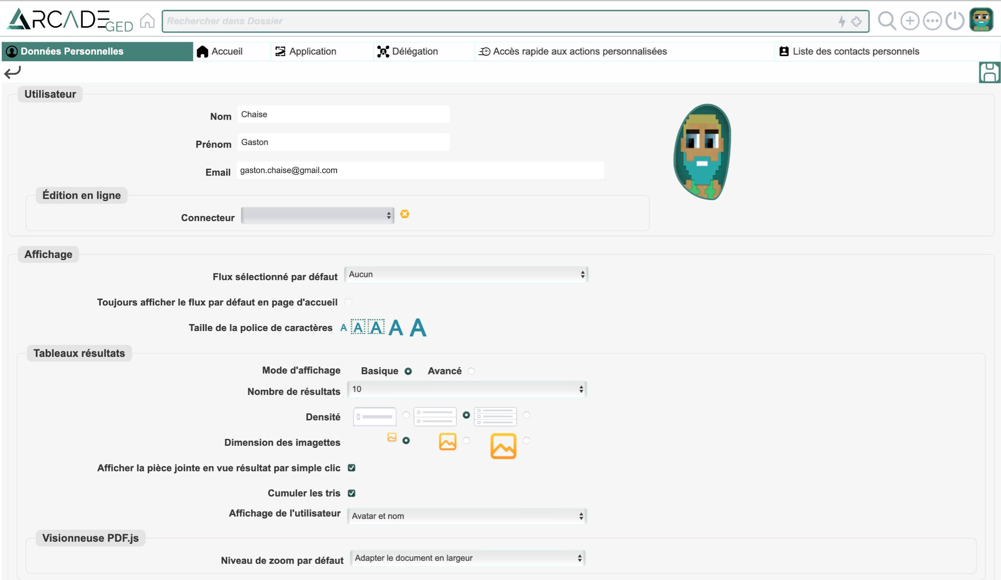 ARCADE GED
Rechercher dans Dossier
Données Personnelles
Accueil
Application
Délégation
Accès rapide aux actions personnalisées
Liste des contacts personnels
Utilisateur
Nom Chaise
Prénom Gaston
Email gaston.chaise@gmail.com
Édition en ligne
Connecteur
Affichage
Flux sélectionné par défaut Aucun
Toujours afficher le flux par défaut en page d'accueil
Taille de la police de caractères A A A A A
Tableaux résultats
Mode d'affichage Basique Avancé
Nombre de résultats 10
Densité
Dimension des imagettes
Afficher la pièce jointe en vue résultat par simple clic
Cumuler les tris
Affichage de l'utilisateur Avatar et nom
Visionneuse PDF.js
Niveau de zoom par défaut Adapter le document en largeur